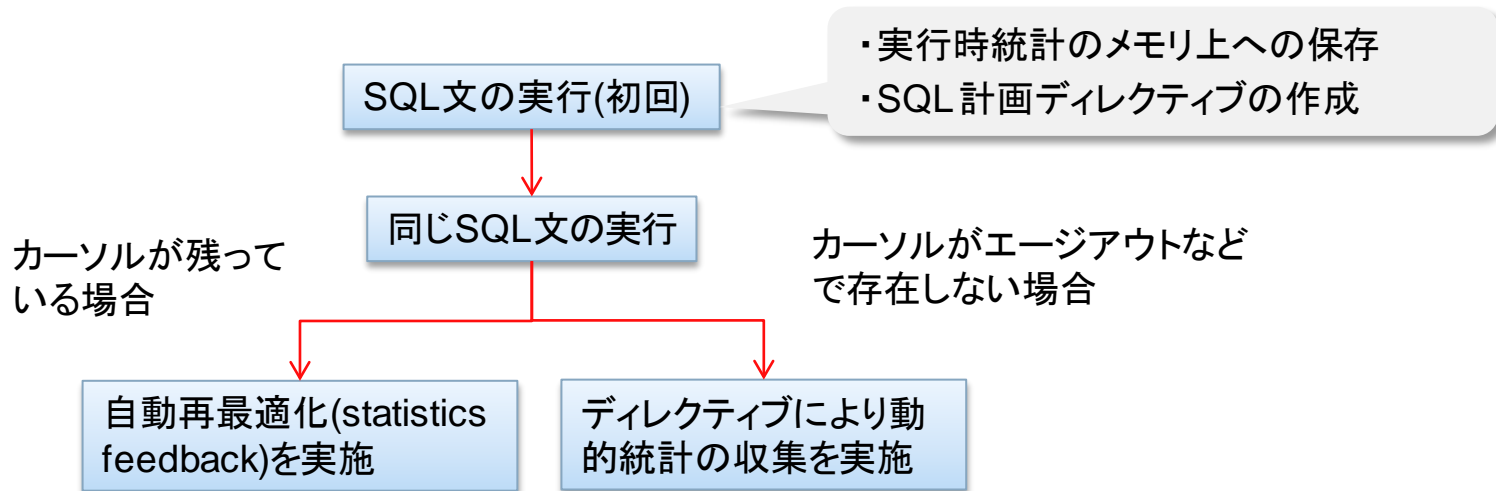 ・実行時統計のメモリ上への保存
・SQL計画ディレクティブの作成
SQL文の実行(初回)
同じSQL文の実行
カーソルが残って
いる場合
カーソルがエージアウトなど
で存在しない場合
自動再最適化(statistics
feedback)を実施
ディレクティブにより動
的統計の収集を実施